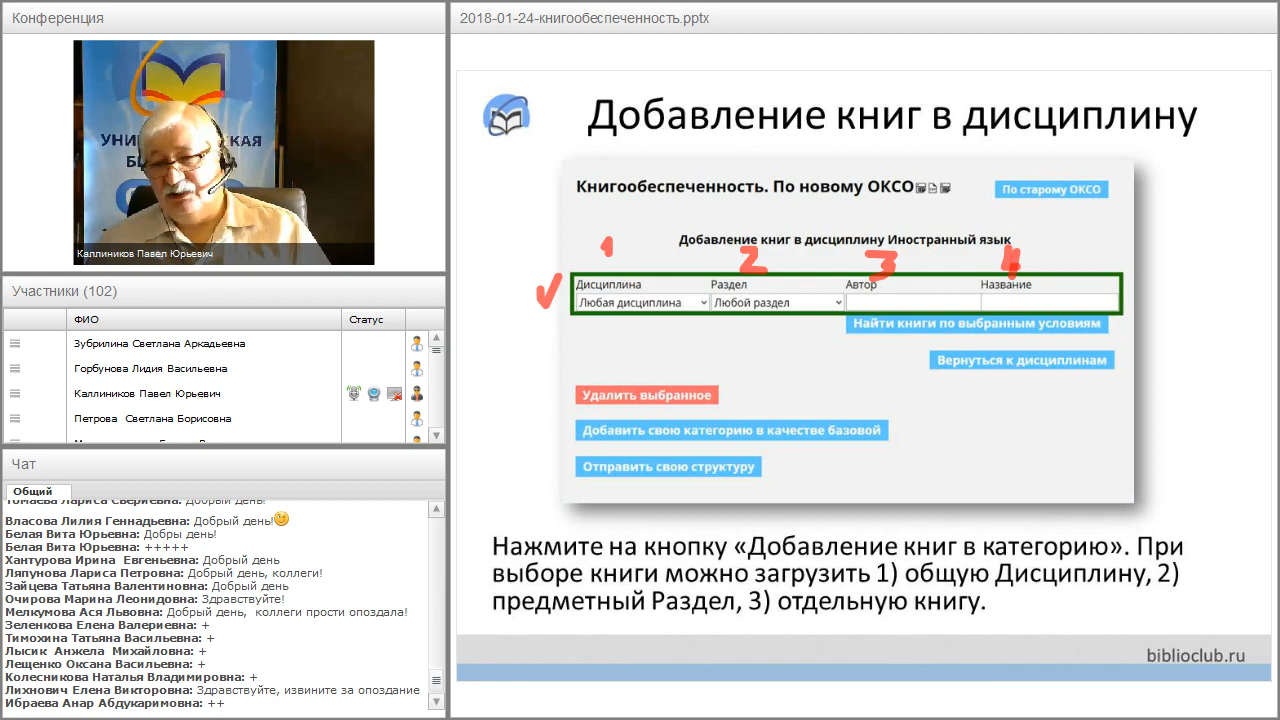 Конференция
УНИ
СКАЯ
БИ
А
Каллиников Павел Юрьевич
Участники (102)
ФИО
Статус
Зубрилина Светлана Аркадьевна
Горбунова Лидия Васильевна
Каллиников Павел Юрьевич
Петрова Светлана Борисовна
Чат
Общий
Томаева Лариса Свериевна: Добрый день!
Власова Лилия Геннадьевна: Добрый день!
Белая Вита Юрьевна: Добры день!
Белая Вита Юрьевна: +++++
Хантурова Ирина Евгеньевна: Добрый день
Ляпунова Лариса Петровна: Добрый день, коллеги!
Зайцева Татьяна Валентиновна: Добрый день
Очирова Марина Леонидовна: Здравствуйте!
Мелкумова Ася Львовна: Добрый день, коллеги прости опоздала!
Зеленкова Елена Валериевна: +
Тимохина Татьяна Васильевна: +
Лысик Анжела Михайловна: +
Лещенко Оксана Васильевна: +
Колесникова Наталья Владимировна: +
Лихнович Елена Викторовна: Здравствуйте, извините за опоздание
Ибраева Анар Абдукаримовна: ++
2018-01-24-книгообеспеченность.pptx
Добавление книг в дисциплину
Книгообеспеченность. По новому ОКСО
По старому ОКСО
Добавление книг в дисциплину Иностранный язык
1 2 3 4
Дисциплина Раздел Автор Название
Любая дисциплина Любой раздел
Найти книги по выбранным условиям
Вернуться к дисциплинам
Удалить выбранное
Добавить свою категорию в качестве базовой
Отправить свою структуру
Нажмите на кнопку «Добавление книг в категорию». При
выборе книги можно загрузить 1) общую Дисциплину, 2)
предметный Раздел, 3) отдельную книгу.
biblioclub.ru